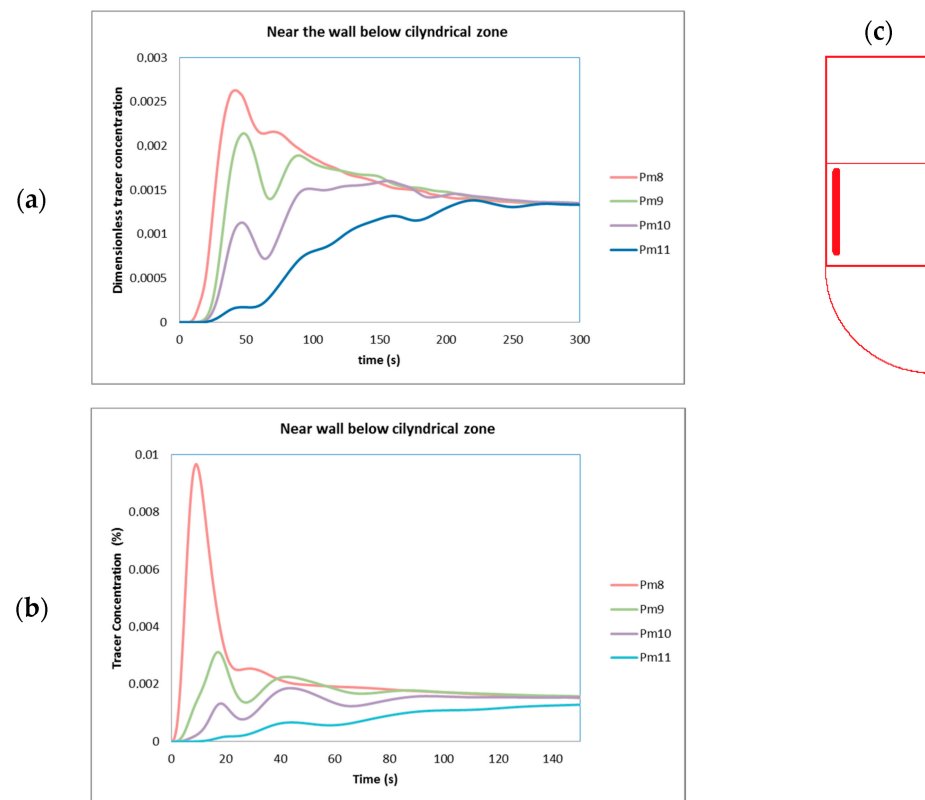 (a)
(c)
Near the wall below cilyndrical zone
Dimensionless tracer concentration
0.003
0.0025
0.002
0.0015
0.001
0.0005
0
0 50 100 150 200 250 300
time (s)
Pm8
Pm9
Pm10
Pm11
(b)
Near wall below cilyndrical zone
Tracer Concentration (%)
0.01
0.008
0.006
0.004
0.002
0
0 20 40 60 80 100 120 140
Time (s)
Pm8
Pm9
Pm10
Pm11